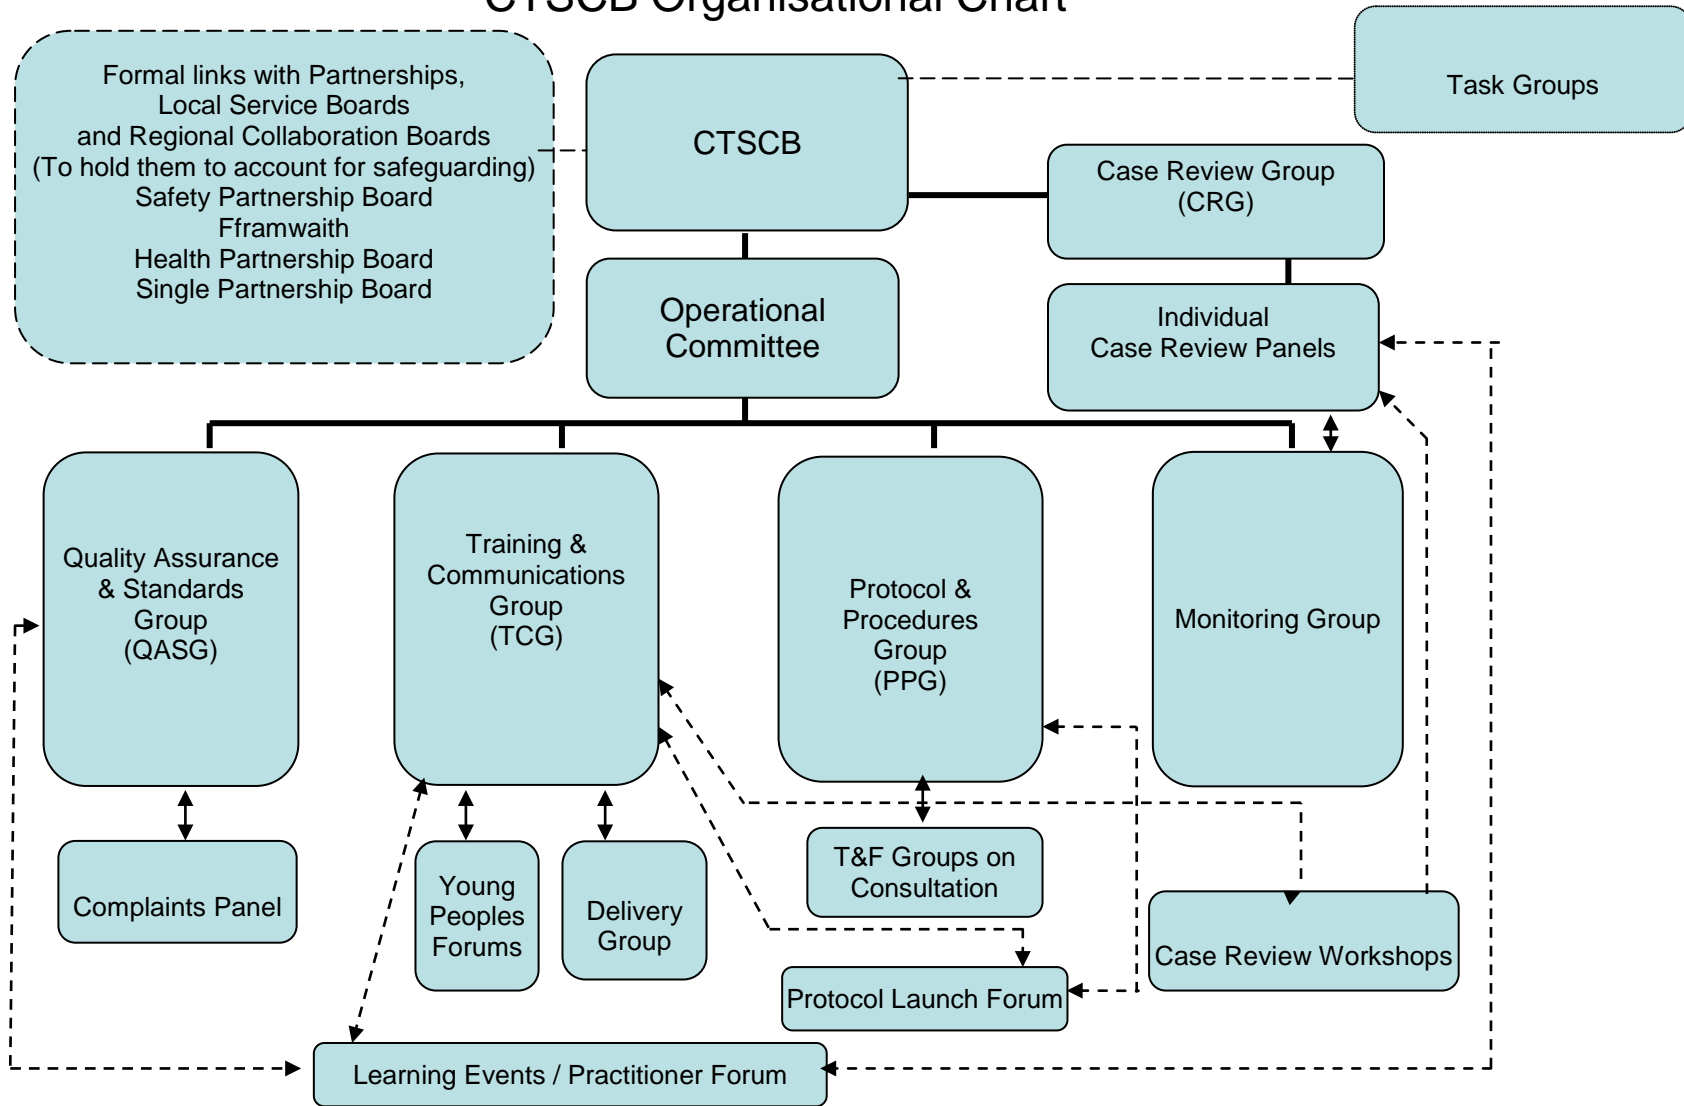 CTSCB Organisational Chart
Formal links with Partnerships,
Local Service Boards
and Regional Collaboration Boards
(To hold them to account for safeguarding)
Safety Partnership Board
Fframwaith
Health Partnership Board
Single Partnership Board
CTSCB
Task Groups
Case Review Group
(CRG)
Operational
Committee
Individual
Case Review Panels
Quality Assurance
& Standards
Group
(QASG)
Training &
Communications
Group
(TCG)
Protocol &
Procedures
Group
(PPG)
Monitoring Group
Complaints Panel
Young
Peoples
Forums
Delivery
Group
T&F Groups on
Consultation
Case Review Workshops
Protocol Launch Forum
Learning Events / Practitioner Forum